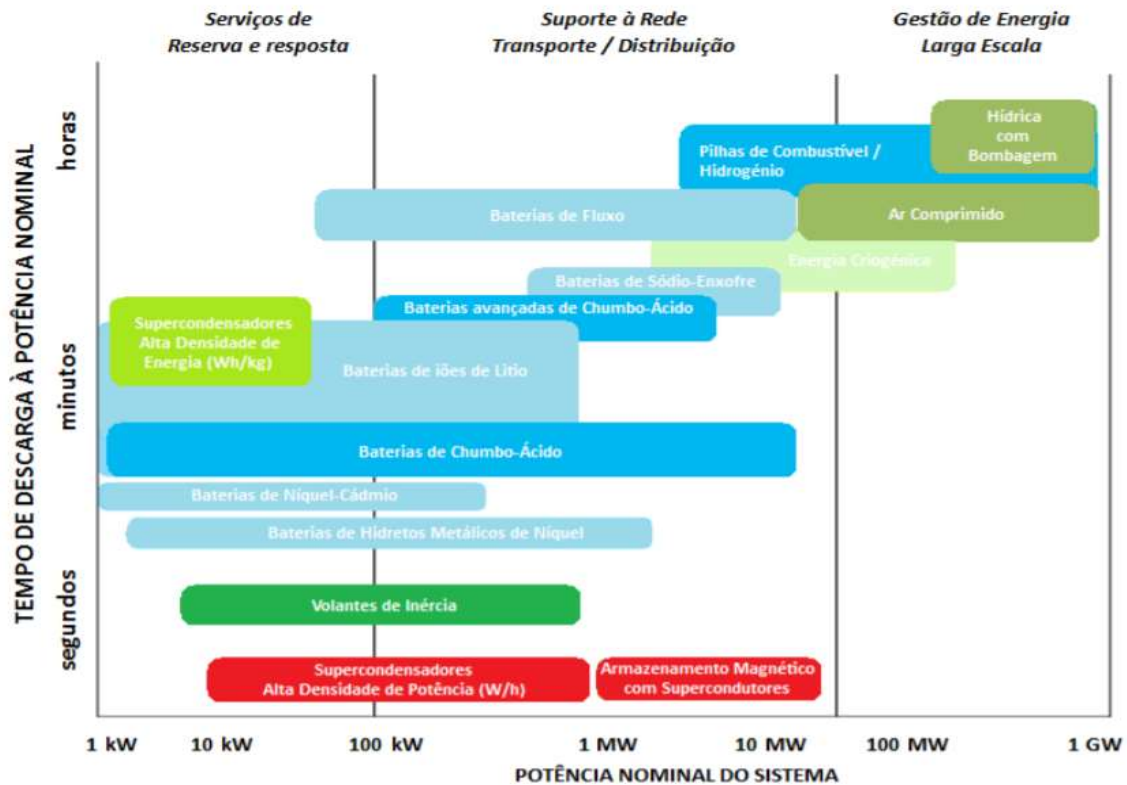 Serviços de
Reserva e resposta
Suporte à Rede
Transporte / Distribuição
Gestão de Energia
Larga Escala
TEMPO DE DESCARGA À POTÊNCIA NOMINAL
horas
minutos
segundos
Hídrica
com
Bombagem
Pilhas de Combustível /
Hidrogénio
Baterias de Fluxo
Ar Comprimido
Energia Criogénica
Baterias de Sódio-Enxofre
Baterias avançadas de Chumbo-Ácido
Supercondensadores
Alta Densidade de
Energia (Wh/kg)
Baterias de iões de Lítio
Baterias de Chumbo-Ácido
Baterias de Níquel-Cádmio
Baterias de Hidretos Metálicos de Níquel
Volantes de Inércia
Supercondensadores
Alta Densidade de Potência (W/h)
Armazenamento Magnético
com Supercondutores
1 kW 10 kW 100 kW 1 MW 10 MW 100 MW 1 GW
POTÊNCIA NOMINAL DO SISTEMA